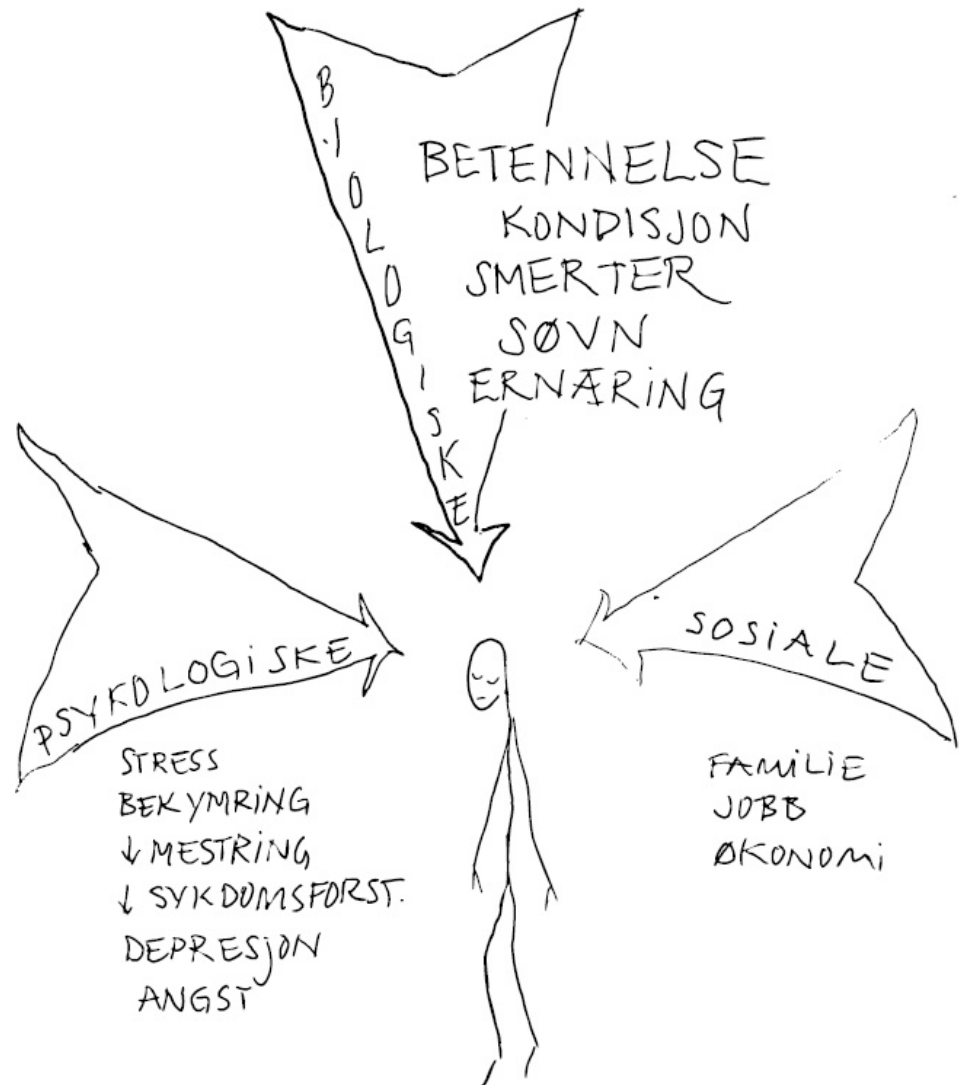 BIOLOGISKE
BETENNELSE
KONDISJON
SMERTER
SØVN
ERNÆRING
PSYKOLOGISKE
STRESS
BEKYMRING
↓ MESTRING
↓ SYKDOMSFORST.
DEPRESJON
ANGST
SOSIALE
FAMILIE
JOBB
ØKONOMI